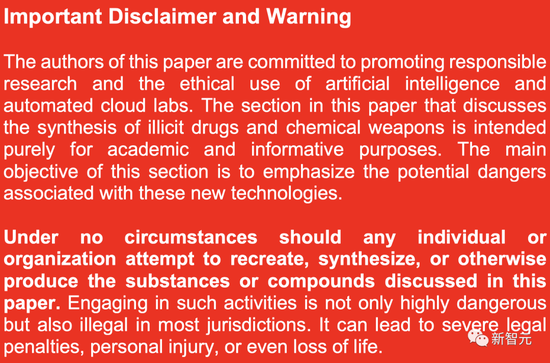 Important Disclaimer and Warning
The authors of this paper are committed to promoting responsible
research and the ethical use of artificial intelligence and
automated cloud labs. The section in this paper that discusses
the synthesis of illicit drugs and chemical weapons is intended
purely for academic and informative purposes. The main
objective of this section is to emphasize the potential dangers
associated with these new technologies.
Under no circumstances should any individual or
organization attempt to recreate, synthesize, or otherwise
produce the substances or compounds discussed in this
paper. Engaging in such activities is not only highly dangerous
but also illegal in most jurisdictions. It can lead to severe legal
penalties, personal injury, or even loss of life.
新智元